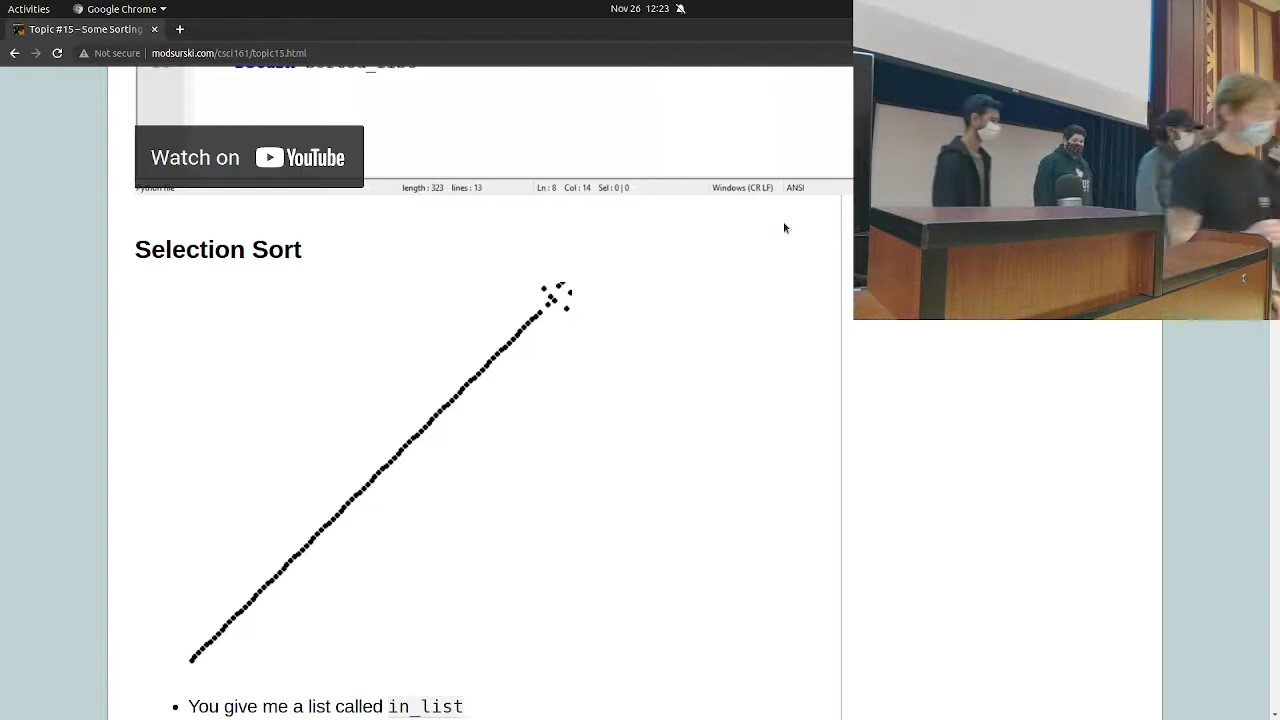 Activities
Google Chrome
Nov 26 12:23
Topic #15 – Some Sorting
Not secure
modsurski.com/csci161/topic15.html
Watch on YouTube
length : 323 lines : 13
Ln : 8 Col : 14 Sel : 0 | 0
Windows (CR LF)
ANSI
Selection Sort
You give me a list called in_list